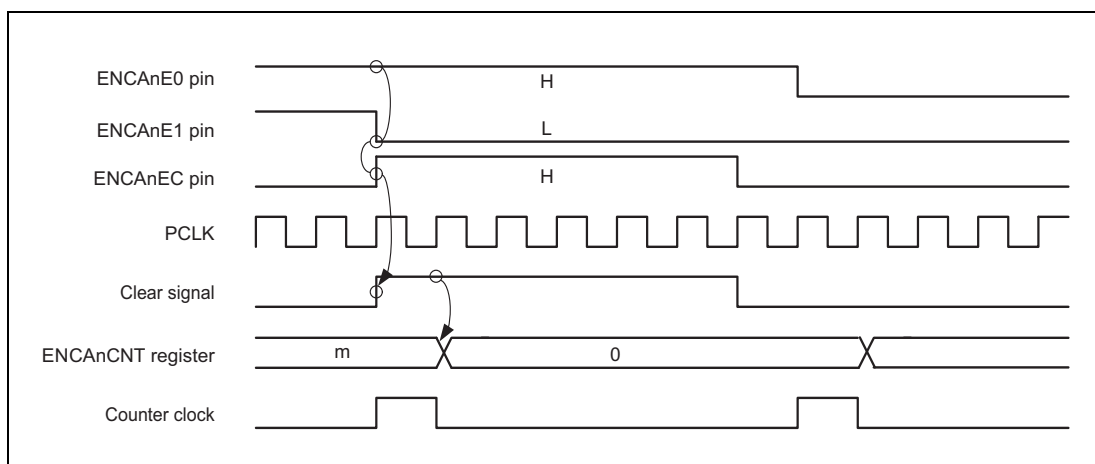 ENCAnE0 pin
H
ENCAnE1 pin
L
ENCAnEC pin
H
PCLK
Clear signal
ENCAnCNT register
m
0
Counter clock